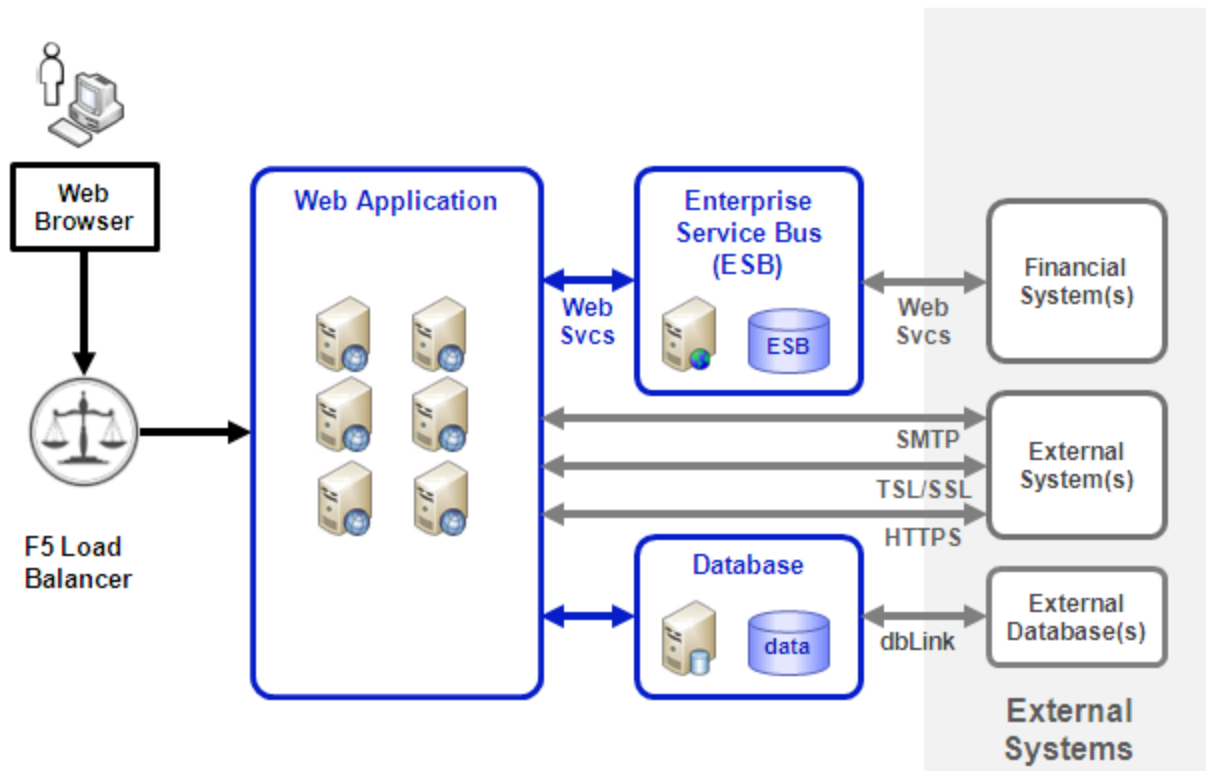 Web
Browser
F5 Load
Balancer
Web Application
Web
Svcs
Enterprise
Service Bus
(ESB)
ESB
Web
Svcs
Financial
System(s)
SMTP
TSL/SSL
HTTPS
External
System(s)
Database
data
dbLink
External
Database(s)
External
Systems